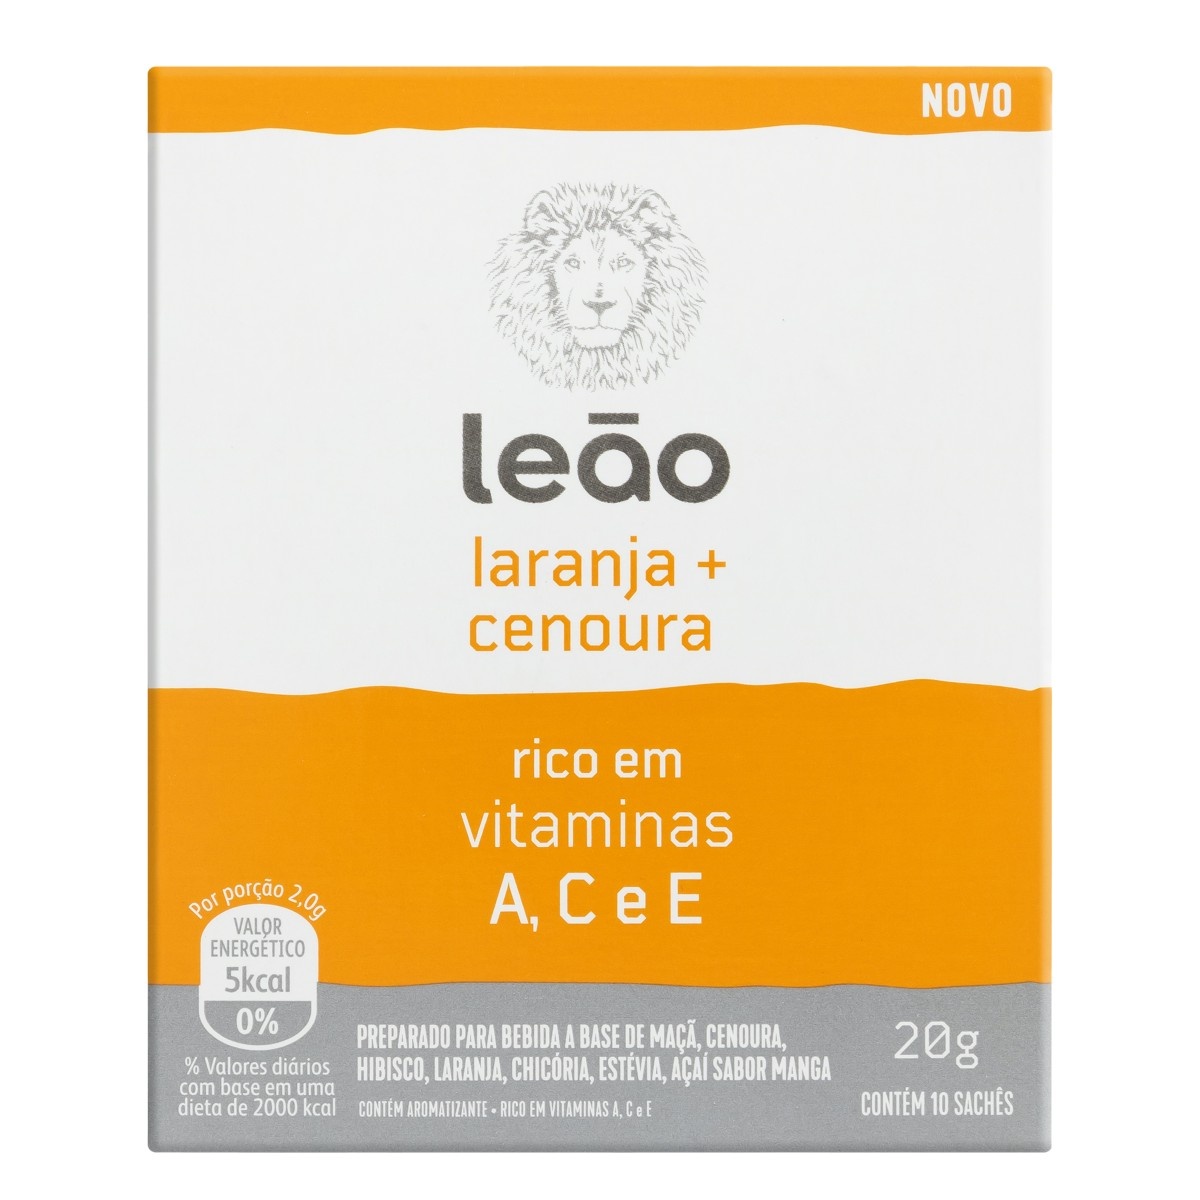 NOVO
leão
laranja +
cenoura
rico em
vitaminas
A, C e E
Por porção 2,0g
VALOR
ENERGÉTICO
5kcal
0%
% Valores diários
com base em uma
dieta de 2000 kcal
PREPARADO PARA BEBIDA A BASE DE MAÇÃ, CENOURA,
HIBISCO, LARANJA, CHICÓRIA, ESTÉVIA, AÇAÍ SABOR MANGA
CONTÉM AROMATIZANTE • RICO EM VITAMINAS A, C e E
20g
CONTÉM 10 SACHÊS